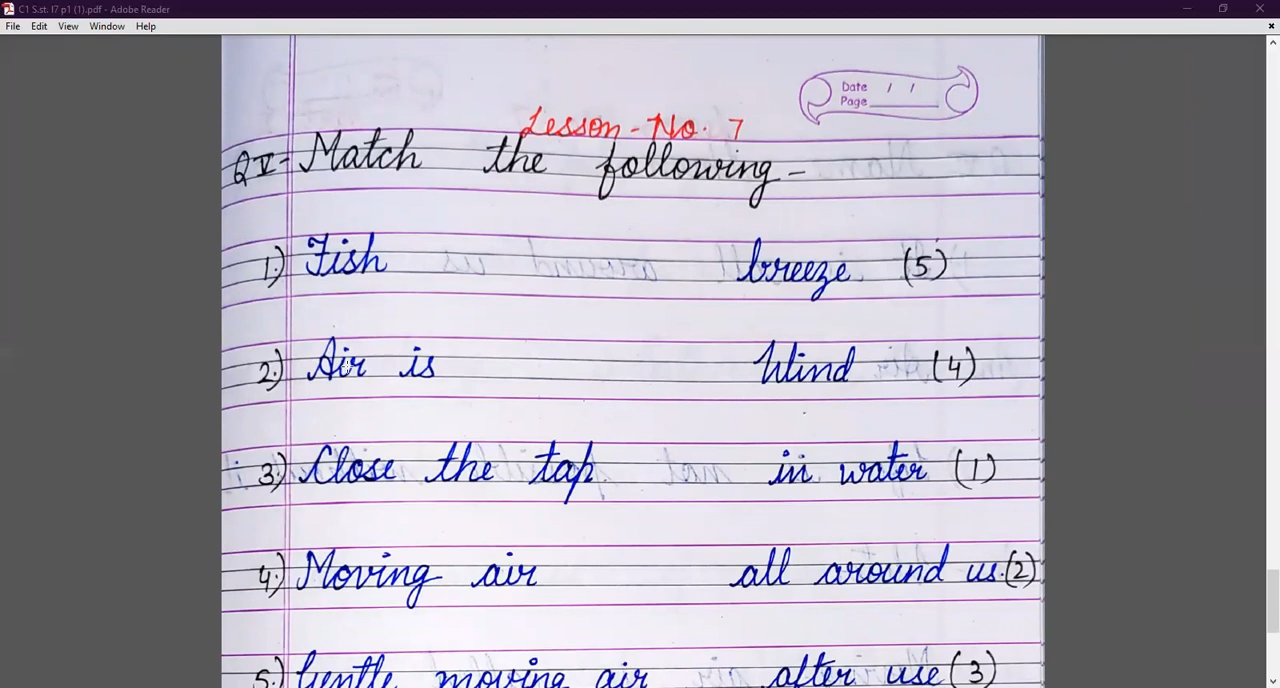 C1 S.st. l7 p1 (1).pdf - Adobe Reader
File Edit View Window Help
Date / /
Page
Lesson - No. 7
Q V - Match the following -
1.) Fish breeze (5)
2.) Air is Wind (4)
3.) Close the tap in water (1)
4.) Moving air all around us. (2)
5.) Gentle moving air after use (3)